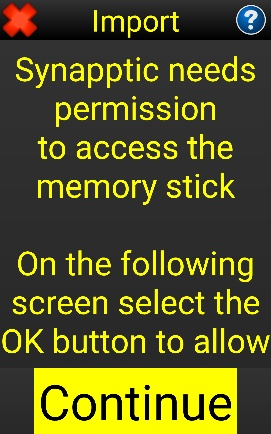 Import
?
Synapptic needs
permission
to access the
memory stick
On the following
screen select the
OK button to allow
Continue